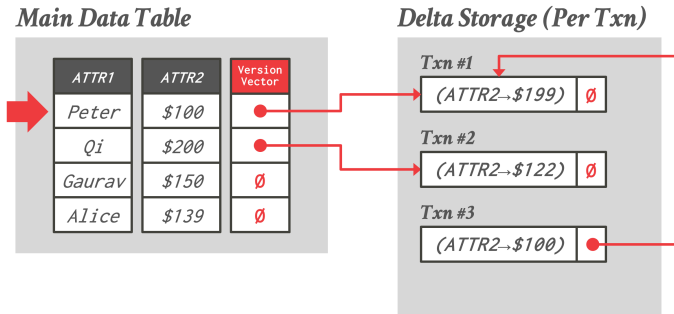 Main Data Table
ATTR1 ATTR2 Version Vector
Peter $100
Qi $200
Gaurav $150 Ø
Alice $139 Ø
Delta Storage (Per Txn)
Txn #1
(ATTR2→$199) Ø
Txn #2
(ATTR2→$122) Ø
Txn #3
(ATTR2→$100)